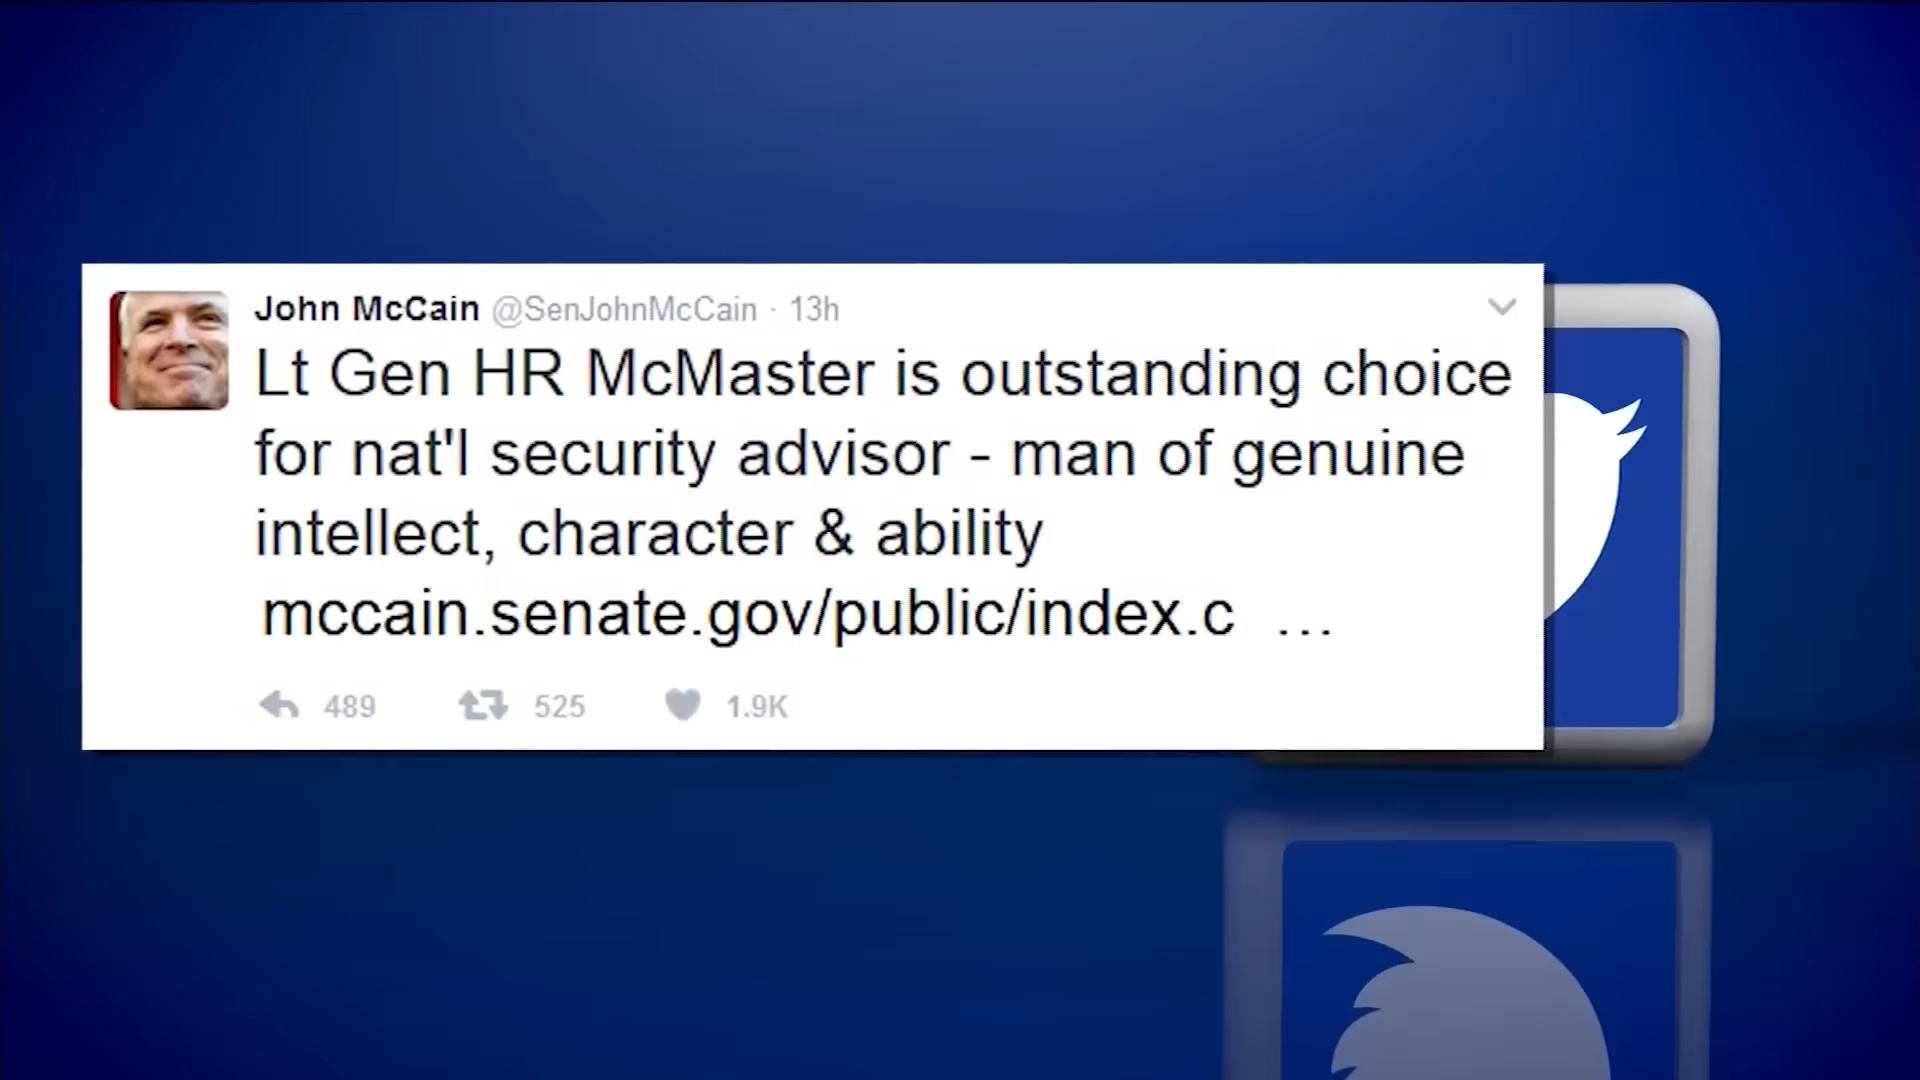 John McCain @SenJohnMcCain · 13h
Lt Gen HR McMaster is outstanding choice
for nat'l security advisor - man of genuine
intellect, character & ability
mccain.senate.gov/public/index.c …
489 525 1.9K